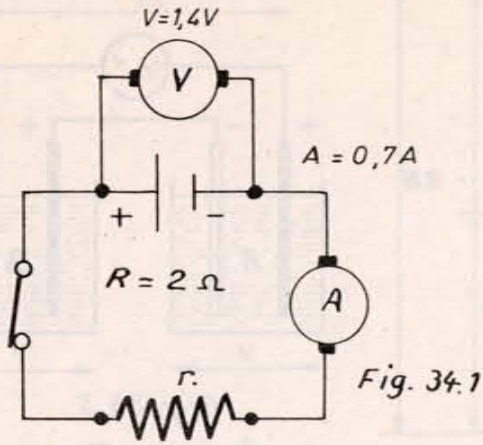 V=1,4V
V
A = 0,7A
+ -
R = 2 Ω
A
r.
Fig. 34.1